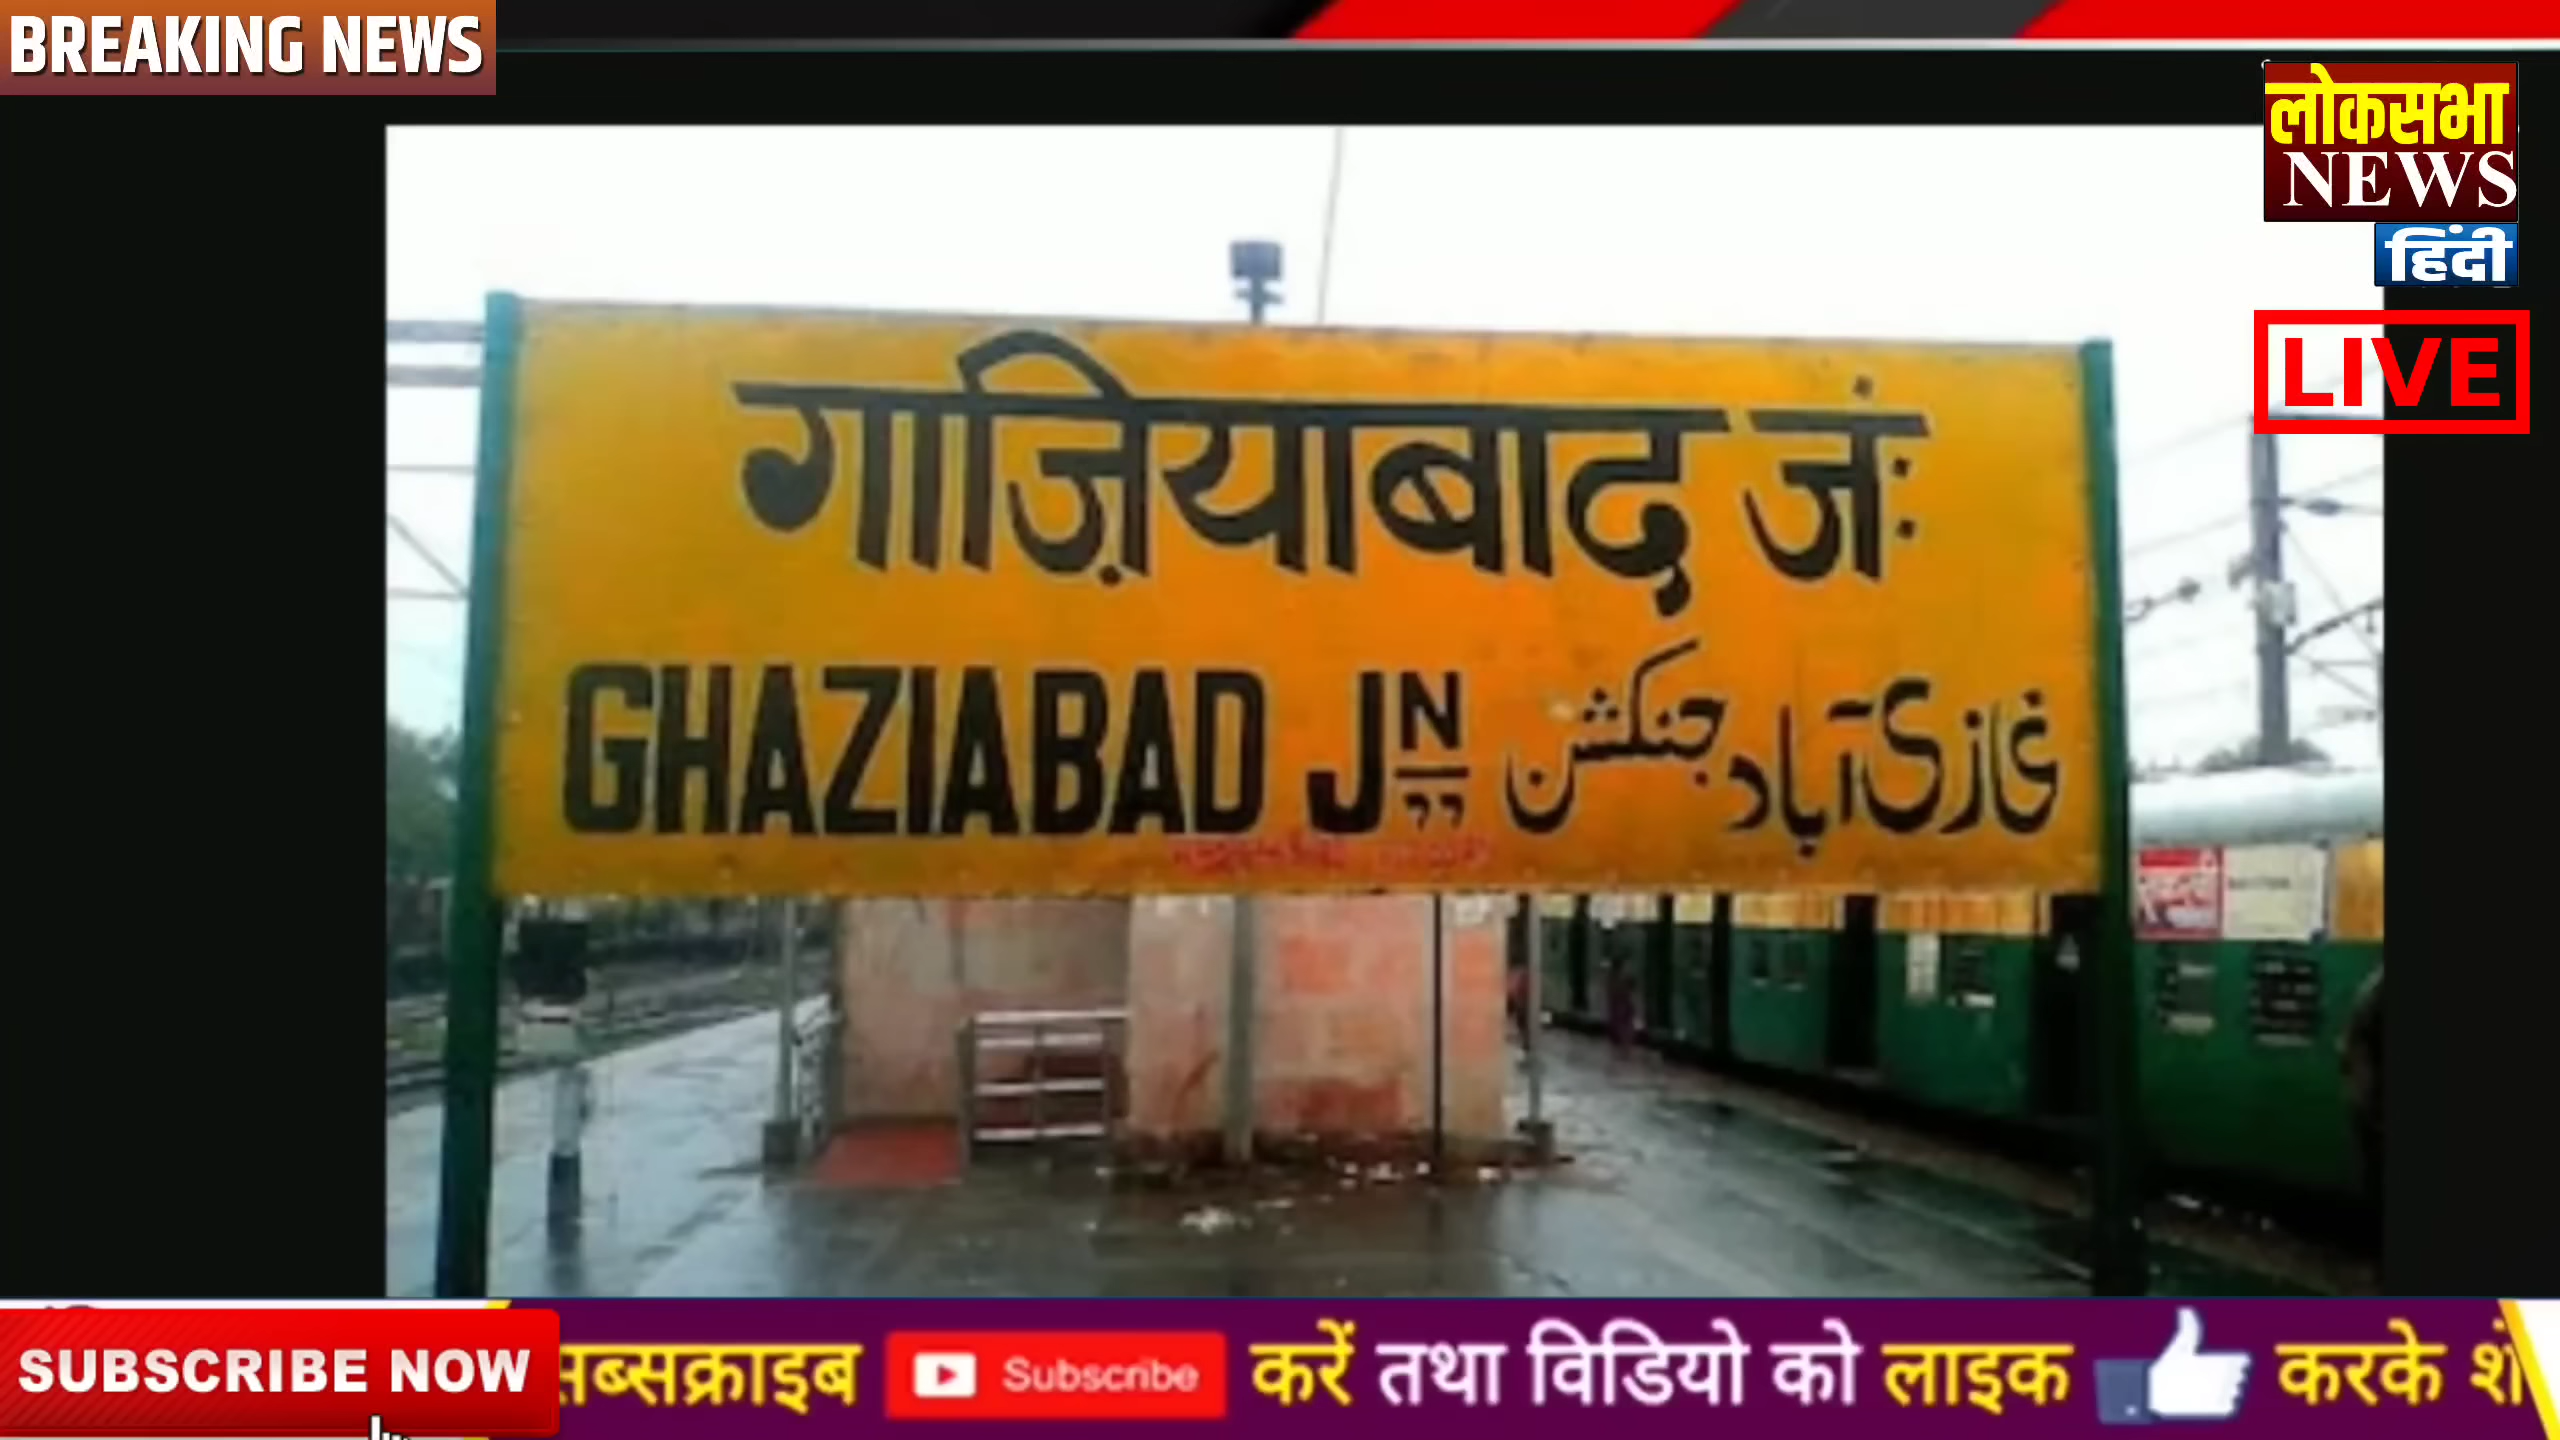 BREAKING NEWS
लोकसभा
NEWS
हिंदी
LIVE
गाज़ियाबाद जं:
GHAZIABAD JN غازی آباد جنکشن
SUBSCRIBE NOW सब्सक्राइब Subscribe करें तथा विडियो को लाइक करके